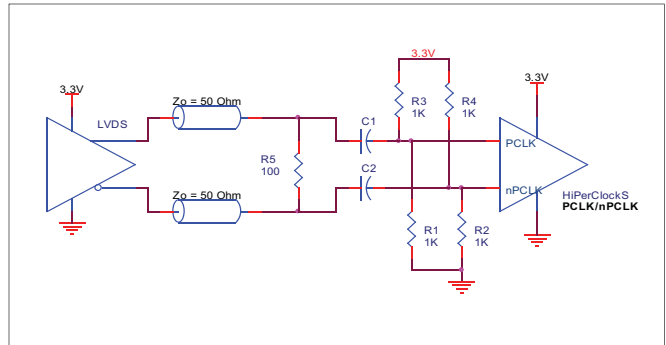 3.3V
3.3V
3.3V
LVDS
Zo = 50 Ohm
R3
1K
R4
1K
C1
PCLK
R5
100
C2
nPCLK
Zo = 50 Ohm
HiPerClockS
PCLK/nPCLK
R1
1K
R2
1K